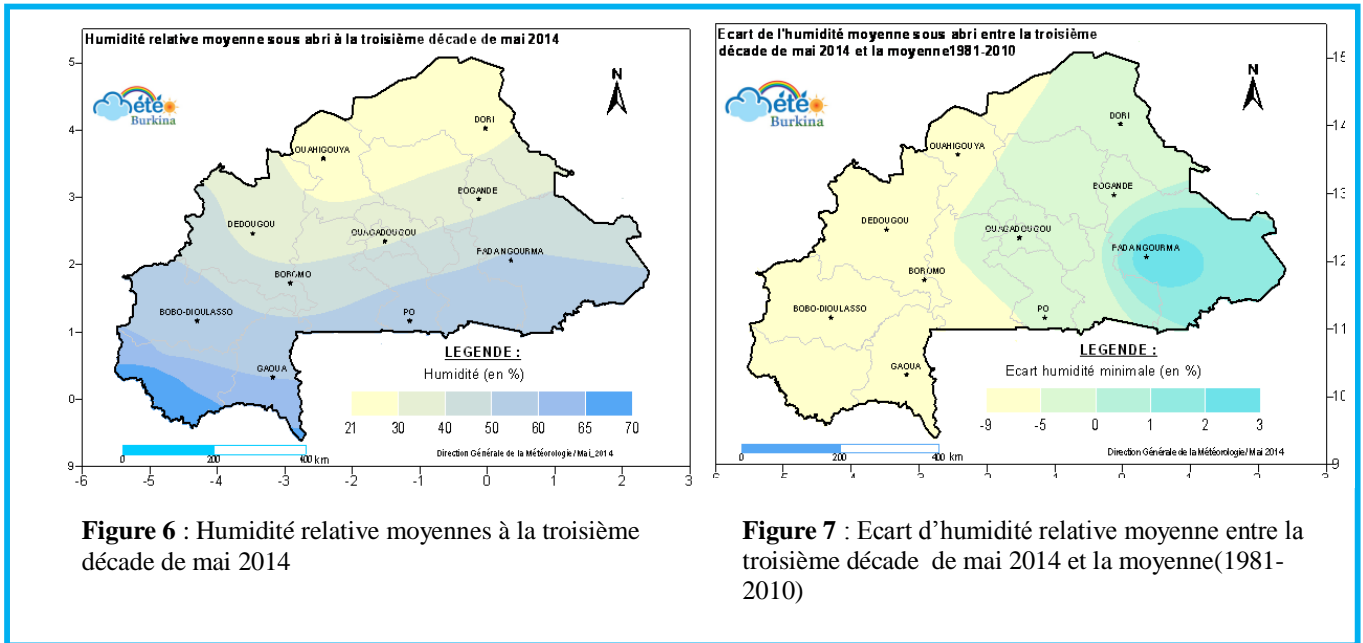 Humidité relative moyenne sous abri à la troisième décade de mai 2014
5
4
3
2
1
0
9
été
Burkina
N
DORI
OUAHIGOUYA
BOGANDE
DEDOUGOU
OUAGADOUGOU
FADANGOURMA
BOROMO
BOBO-DIOULASSO
PO
GAOUA
LEGENDE :
Humidité (en %)
21 30 40 50 60 65 70
0 200 400 km
Direction Générale de la Météorologie/Mai_2014
-6 -5 -4 -3 -2 -1 0 1 2 3
Figure 6 : Humidité relative moyennes à la troisième
décade de mai 2014
Ecart de l'humidité moyenne sous abri entre la troisième
décade de mai 2014 et la moyenne1981-2010
été
Burkina
N
15
14
13
12
11
10
9
DORI
OUAHIGOUYA
BOGANDE
DEDOUGOU
OUAGADOUGOU
FADANGOURMA
BOROMO
BOBO-DIOULASSO
PO
GAOUA
LEGENDE :
Ecart humidité minimale (en %)
-9 -5 0 1 2 3
0 200 400 km
Direction Générale de la Météorologie/Mai 2014
Figure 7 : Ecart d’humidité relative moyenne entre la
troisième décade de mai 2014 et la moyenne(1981-
2010)